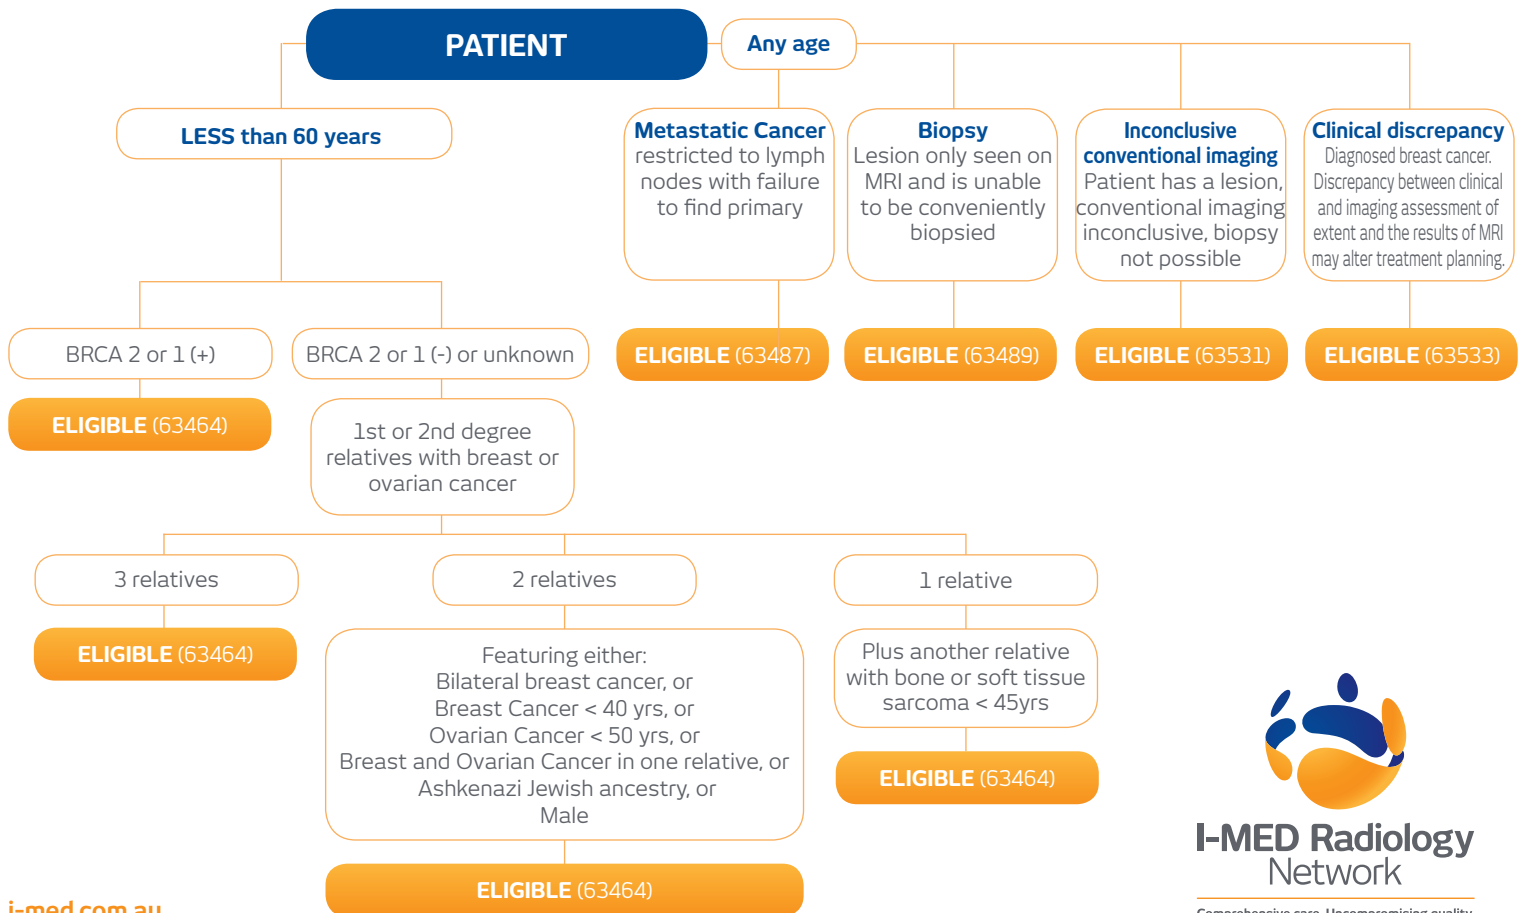 PATIENT
Any age
LESS than 60 years
Metastatic Cancer
restricted to lymph
nodes with failure
to find primary
Biopsy
Lesion only seen on
MRI and is unable
to be conveniently
biopsied
Inconclusive
conventional imaging
Patient has a lesion,
conventional imaging
inconclusive, biopsy
not possible
Clinical discrepancy
Diagnosed breast cancer.
Discrepancy between clinical
and imaging assessment of
extent and the results of MRI
may alter treatment planning.
BRCA 2 or 1 (+)
BRCA 2 or 1 (-) or unknown
ELIGIBLE (63487)
ELIGIBLE (63489)
ELIGIBLE (63531)
ELIGIBLE (63533)
ELIGIBLE (63464)
1st or 2nd degree
relatives with breast or
ovarian cancer
3 relatives
2 relatives
1 relative
ELIGIBLE (63464)
Featuring either:
Bilateral breast cancer, or
Breast Cancer < 40 yrs, or
Ovarian Cancer < 50 yrs, or
Breast and Ovarian Cancer in one relative, or
Ashkenazi Jewish ancestry, or
Male
Plus another relative
with bone or soft tissue
sarcoma < 45yrs
ELIGIBLE (63464)
ELIGIBLE (63464)
I-MED Radiology
Network
i-med.com.au
Comprehensive care. Uncompromising quality.